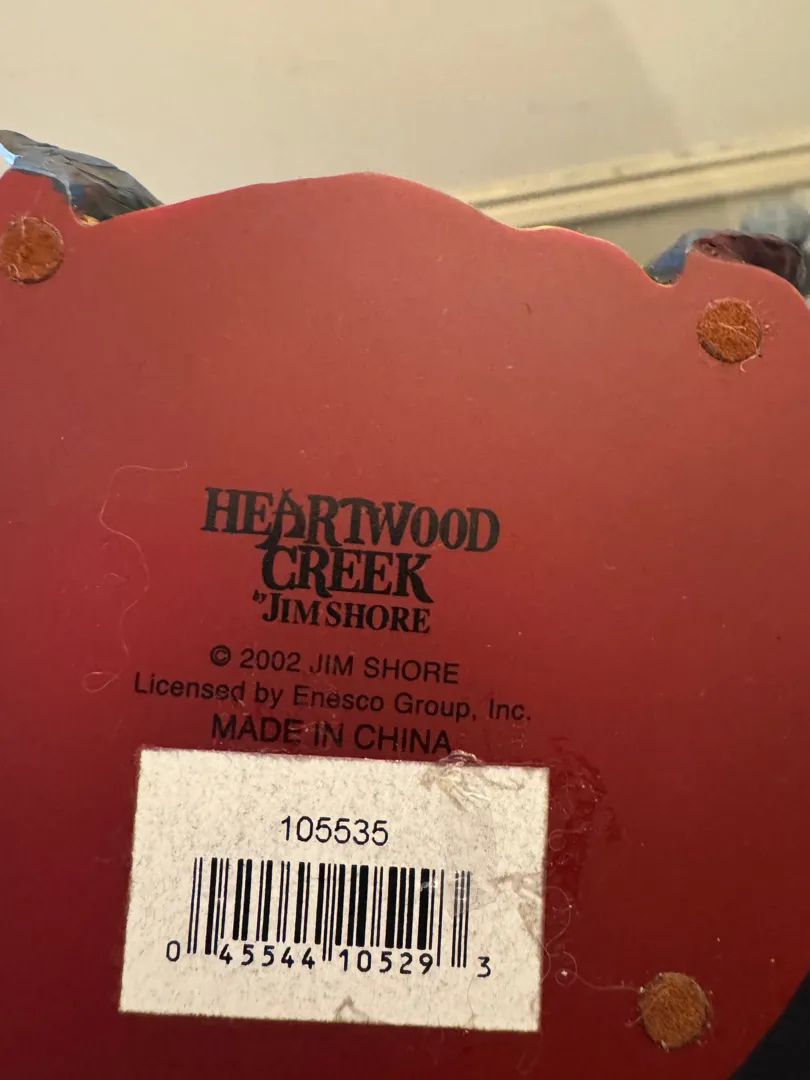 HEARTWOOD
CREEK
by JIM SHORE
© 2002 JIM SHORE
Licensed by Enesco Group, Inc.
MADE IN CHINA
105535
0 45544 10529 3